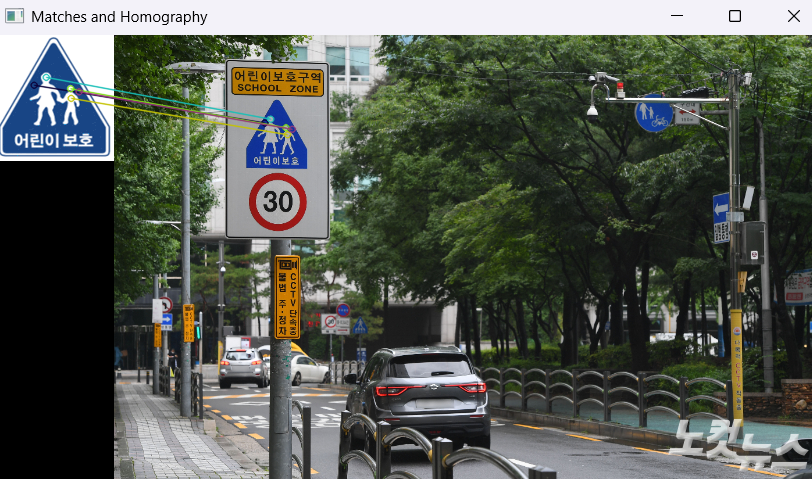 Matches and Homography
어린이 보호
어린이보호구역
SCHOOL ZONE
어린이보호
30
CCTV 단속중
불법 주·정차
노컷뉴스